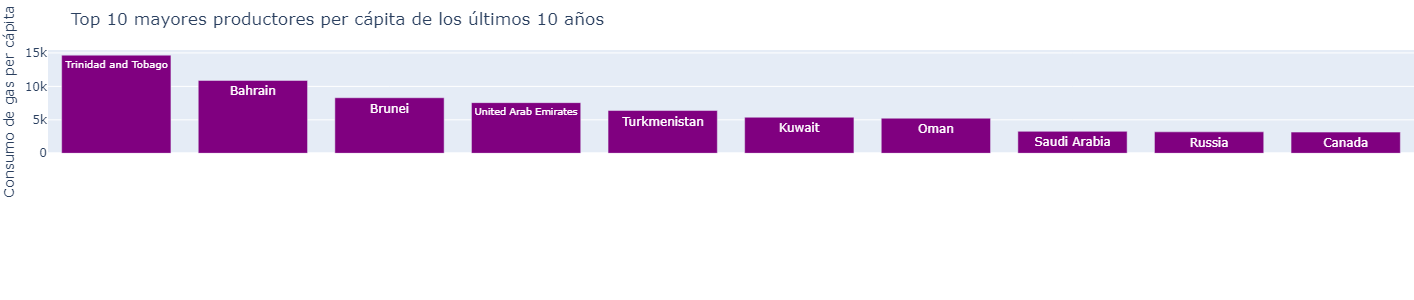 Top 10 mayores productores per cápita de los últimos 10 años
Consumo de gas per cápita
15k
10k
5k
0
Trinidad and Tobago
Bahrain
Brunei
United Arab Emirates
Turkmenistan
Kuwait
Oman
Saudi Arabia
Russia
Canada